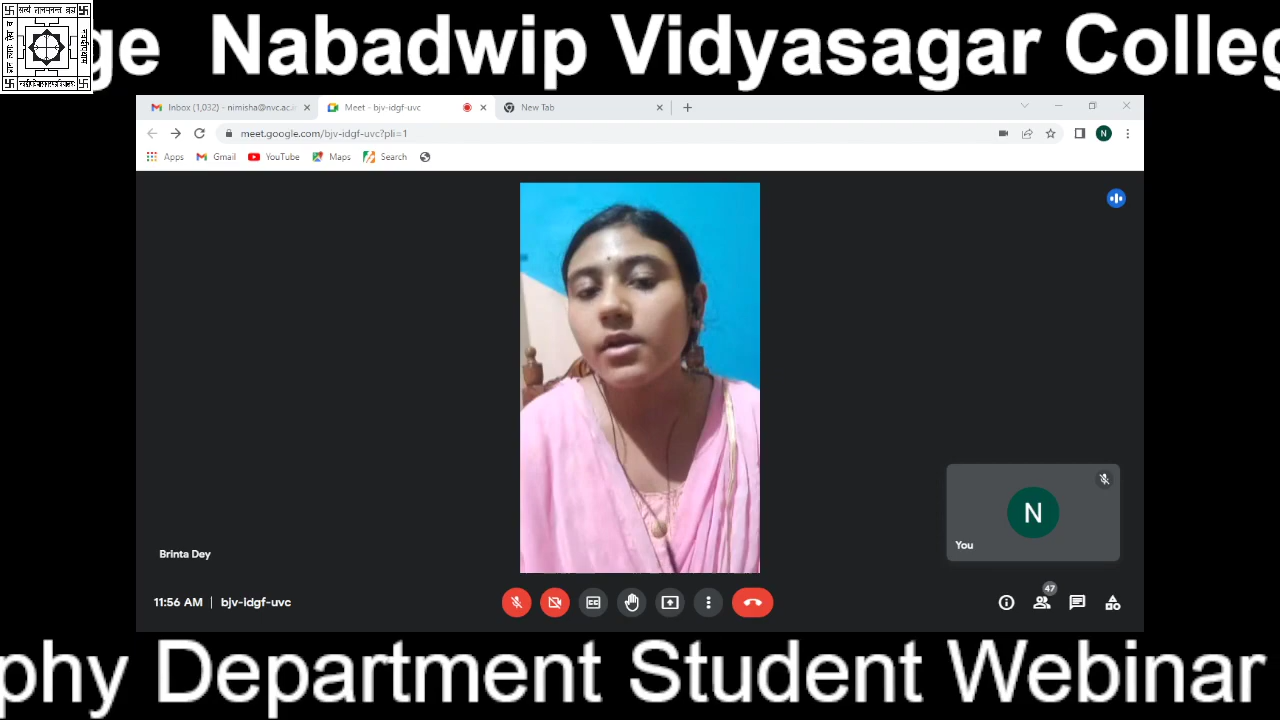 ge Nabadwip Vidyasagar Colleg
Inbox (1,032) - nimisha@nvc.ac.i
Meet - bjv-idgf-uvc
New Tab
meet.google.com/bjv-idgf-uvc?pli=1
N
Apps
Gmail
YouTube
Maps
Search
N
You
Brinta Dey
11:56 AM | bjv-idgf-uvc
47
phy Department Student Webinar